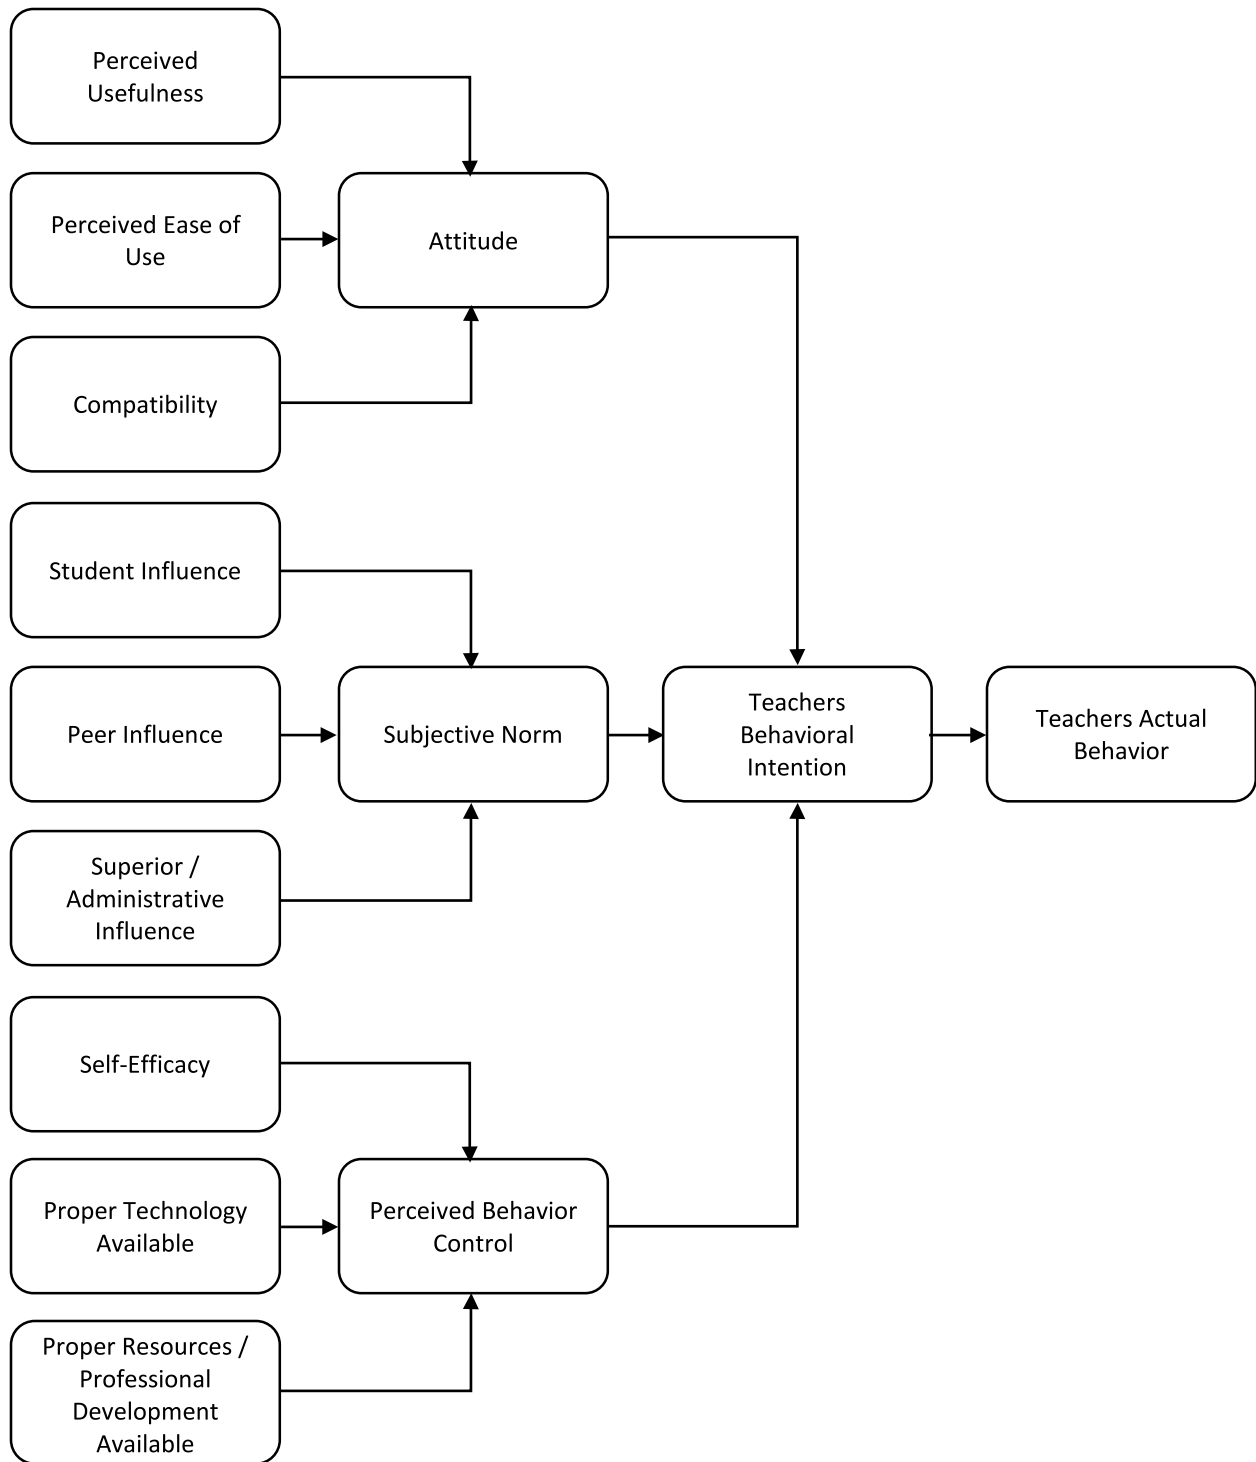 Perceived
Usefulness
Perceived Ease of
Use
Attitude
Compatibility
Student Influence
Peer Influence
Subjective Norm
Teachers
Behavioral
Intention
Teachers Actual
Behavior
Superior /
Administrative
Influence
Self-Efficacy
Proper Technology
Available
Perceived Behavior
Control
Proper Resources /
Professional
Development
Available